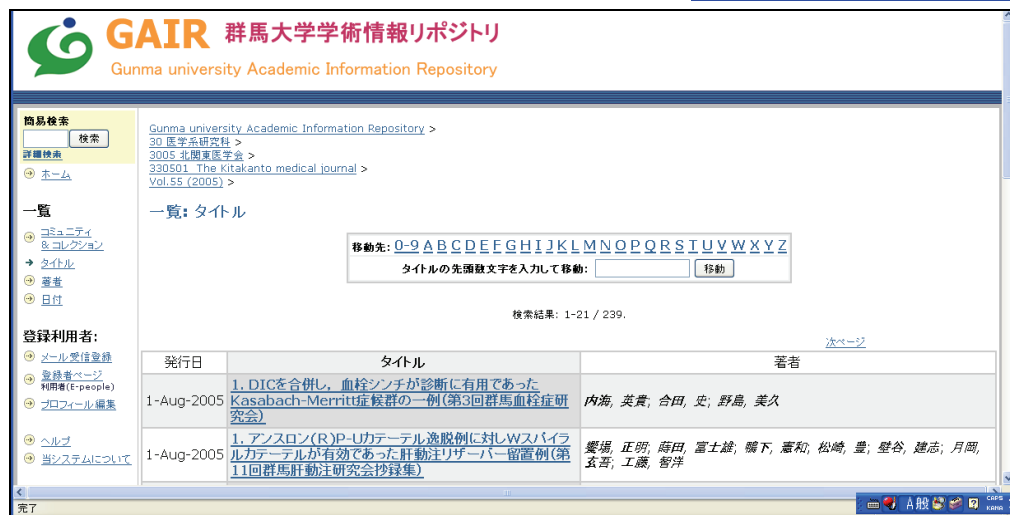 GAIR 群馬大学学術情報リポジトリ
Gunma university Academic Information Repository
簡易検索
検索
詳細検索
ホーム
一覧
コミュニティ
& コレクション
タイトル
著者
日付
登録利用者:
メール受信登録
登録者ページ
利用者(E-people)
プロフィール編集
ヘルプ
当システムについて
Gunma university Academic Information Repository >
30 医学系研究科 >
3005 北関東医学会 >
330501 The Kitakanto medical journal >
Vol.55 (2005) >
一覧: タイトル
移動先: 0-9 A B C D E F G H I J K L M N O P Q R S T U V W X Y Z
タイトルの先頭数文字を入力して移動: 移動
検索結果: 1-21 / 239.
次ページ
発行日 タイトル 著者
1-Aug-2005
1. DICを合併し，血栓シンチが診断に有用であった
Kasabach-Merritt症候群の一例(第3回群馬血栓症研
究会)
内海, 英貴; 合田, 史; 野島, 美久
1-Aug-2005
1. アンスロン(R)P-Uカテーテル逸脱例に対しWスパイラ
ルカテーテルが有効であった肝動注リザーバー留置例(第
11回群馬肝動注研究会抄録集)
饗場, 正明; 蒔田, 富士雄; 鴨下, 憲和; 松崎, 豊; 壁谷, 建志; 月岡,
玄吾; 工藤, 智洋
完了
A 般
CAPS
KANA